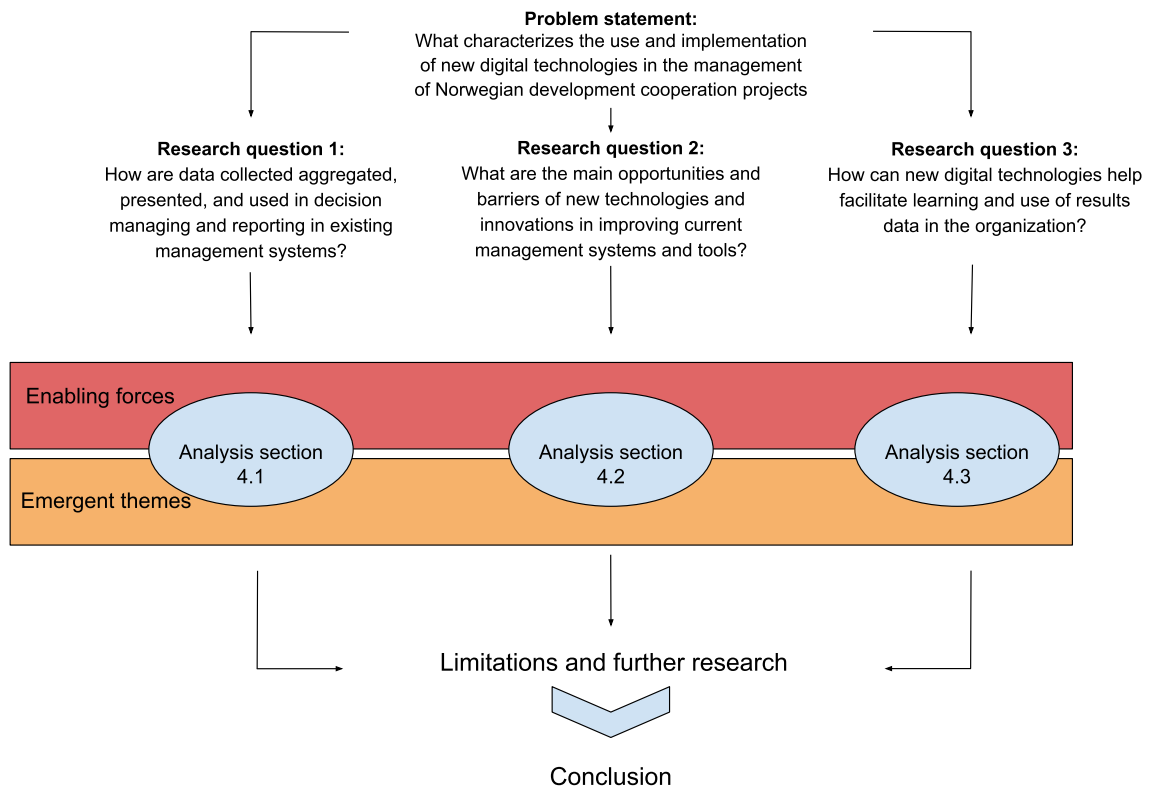 Problem statement:
What characterizes the use and implementation
of new digital technologies in the management
of Norwegian development cooperation projects
Research question 1:
How are data collected aggregated,
presented, and used in decision
managing and reporting in existing
management systems?
Research question 2:
What are the main opportunities and
barriers of new technologies and
innovations in improving current
management systems and tools?
Research question 3:
How can new digital technologies help
facilitate learning and use of results
data in the organization?
Enabling forces
Emergent themes
Analysis section
4.1
Analysis section
4.2
Analysis section
4.3
Limitations and further research
Conclusion